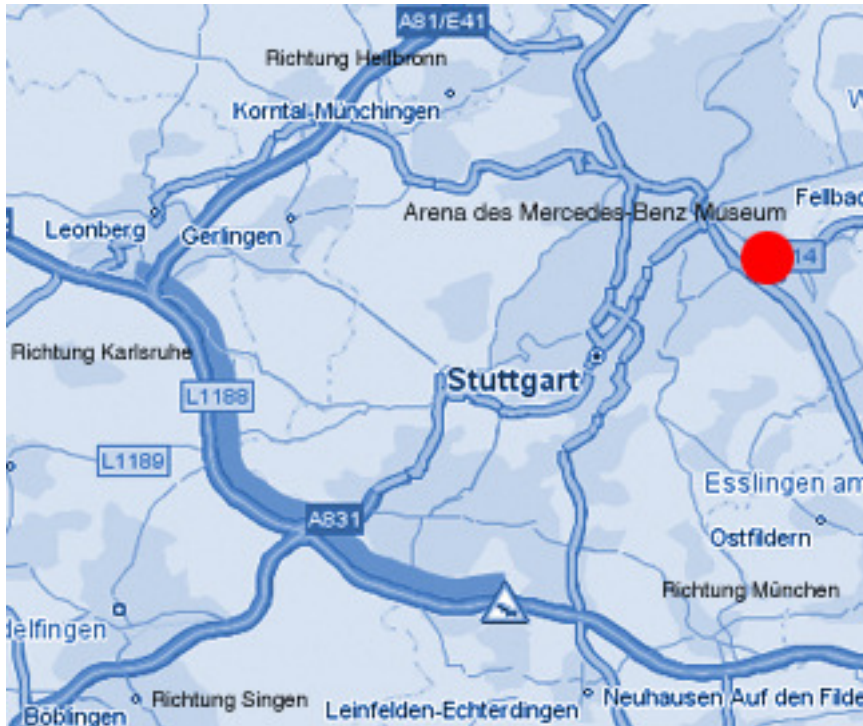 A81/E41
Richtung Heilbronn
Korntal-Münchingen
W
Arena des Mercedes-Benz Museum
Fellbac
Leonberg
Gerlingen
14
Richtung Karlsruhe
Stuttgart
L1188
L1189
Esslingen am
A831
Ostfildern
Richtung München
delfingen
Richtung Singen
Neuhausen Auf den Filde
Leinfelden-Echterdingen
Böblingen